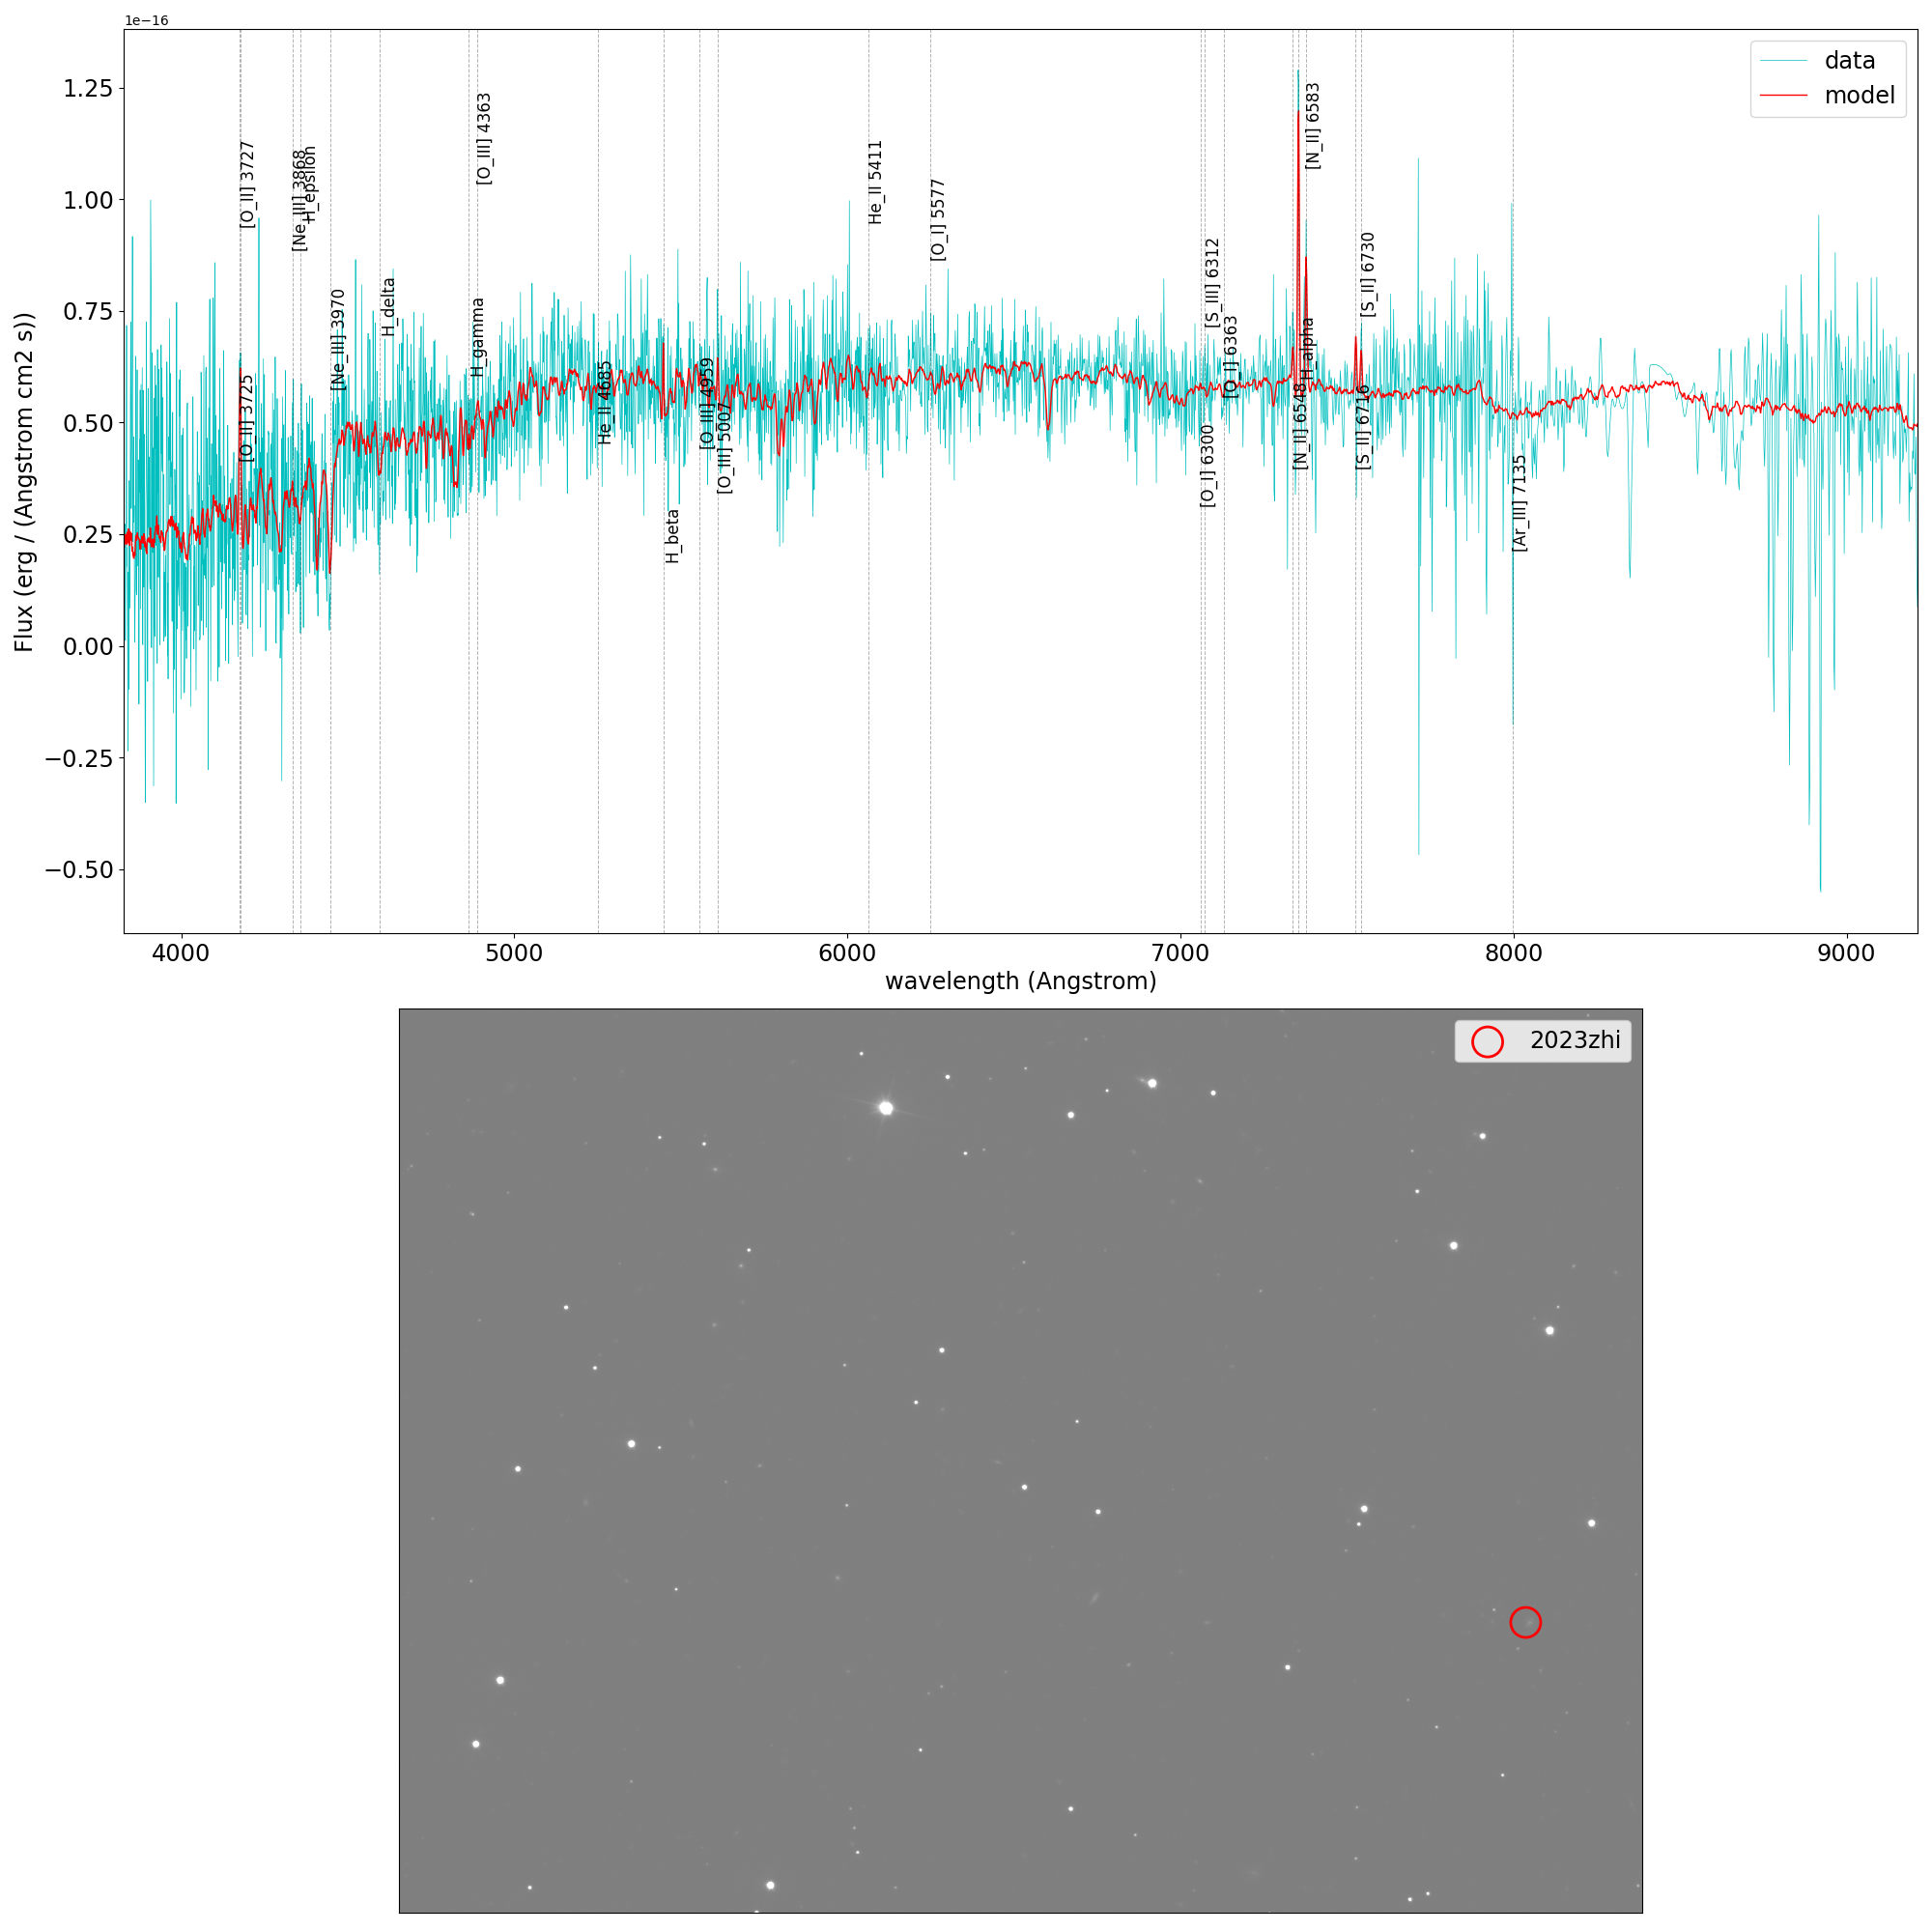 1e−16
data
model
1.25
1.00
0.75
0.50
0.25
0.00
−0.25
−0.50
Flux (erg / (Angstrom cm2 s))
[O_II] 3725
[O_II] 3727
[Ne_III] 3868
H_epsilon
[Ne_III] 3970
H_delta
H_gamma
[O_III] 4363
He_II 4685
H_beta
[O_III] 4959
[O_III] 5007
He_II 5411
[O_I] 5577
[O_I] 6300
[S_III] 6312
[O_I] 6363
[N_II] 6548
H_alpha
[N_II] 6583
[S_II] 6716
[S_II] 6730
[Ar_III] 7135
4000 5000 6000 7000 8000 9000
wavelength (Angstrom)
2023zhi